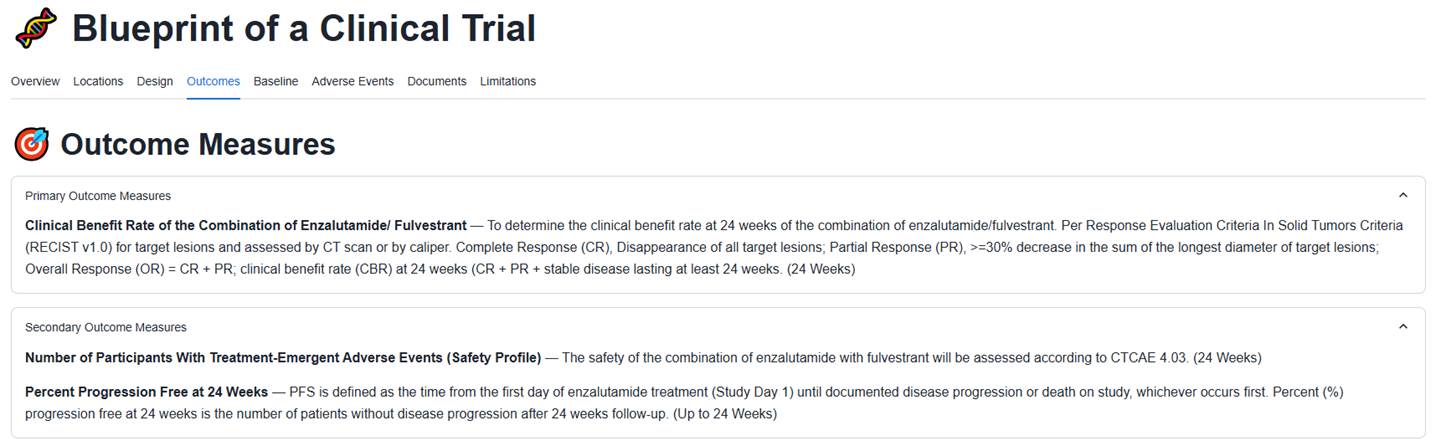 Blueprint of a Clinical Trial
Overview Locations Design Outcomes Baseline Adverse Events Documents Limitations
Outcome Measures
Primary Outcome Measures
Clinical Benefit Rate of the Combination of Enzalutamide/ Fulvestrant — To determine the clinical benefit rate at 24 weeks of the combination of enzalutamide/fulvestrant. Per Response Evaluation Criteria In Solid Tumors Criteria
(RECIST v1.0) for target lesions and assessed by CT scan or by caliper. Complete Response (CR), Disappearance of all target lesions; Partial Response (PR), >=30% decrease in the sum of the longest diameter of target lesions;
Overall Response (OR) = CR + PR; clinical benefit rate (CBR) at 24 weeks (CR + PR + stable disease lasting at least 24 weeks. (24 Weeks)
Secondary Outcome Measures
Number of Participants With Treatment-Emergent Adverse Events (Safety Profile) — The safety of the combination of enzalutamide with fulvestrant will be assessed according to CTCAE 4.03. (24 Weeks)
Percent Progression Free at 24 Weeks — PFS is defined as the time from the first day of enzalutamide treatment (Study Day 1) until documented disease progression or death on study, whichever occurs first. Percent (%)
progression free at 24 weeks is the number of patients without disease progression after 24 weeks follow-up. (Up to 24 Weeks)